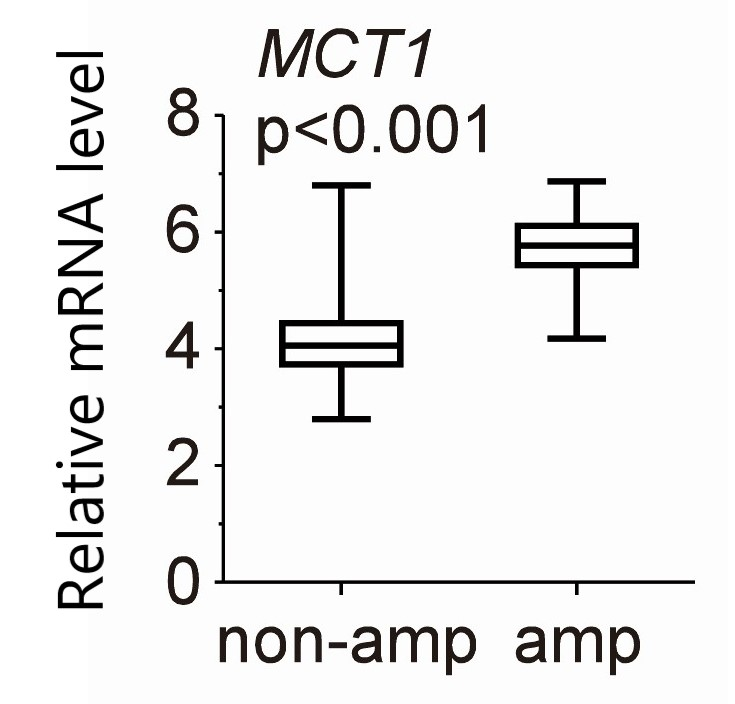 MCT1
p<0.001
Relative mRNA level
8
6
4
2
0
non-amp amp